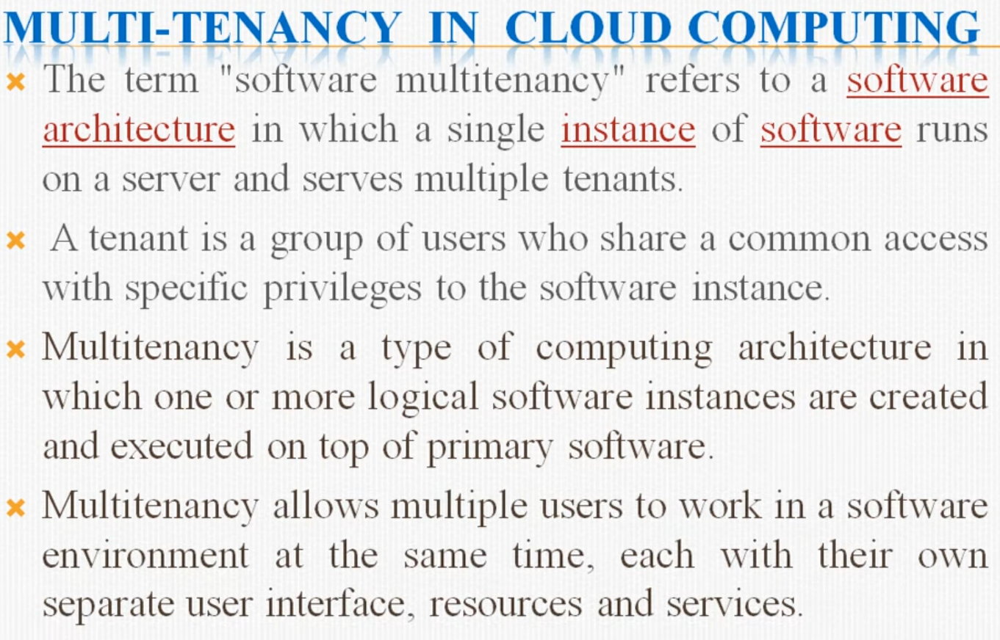 MULTI-TENANCY IN CLOUD COMPUTING
The term "software multitenancy" refers to a software
architecture in which a single instance of software runs
on a server and serves multiple tenants.
A tenant is a group of users who share a common access
with specific privileges to the software instance.
Multitenancy is a type of computing architecture in
which one or more logical software instances are created
and executed on top of primary software.
Multitenancy allows multiple users to work in a software
environment at the same time, each with their own
separate user interface, resources and services.